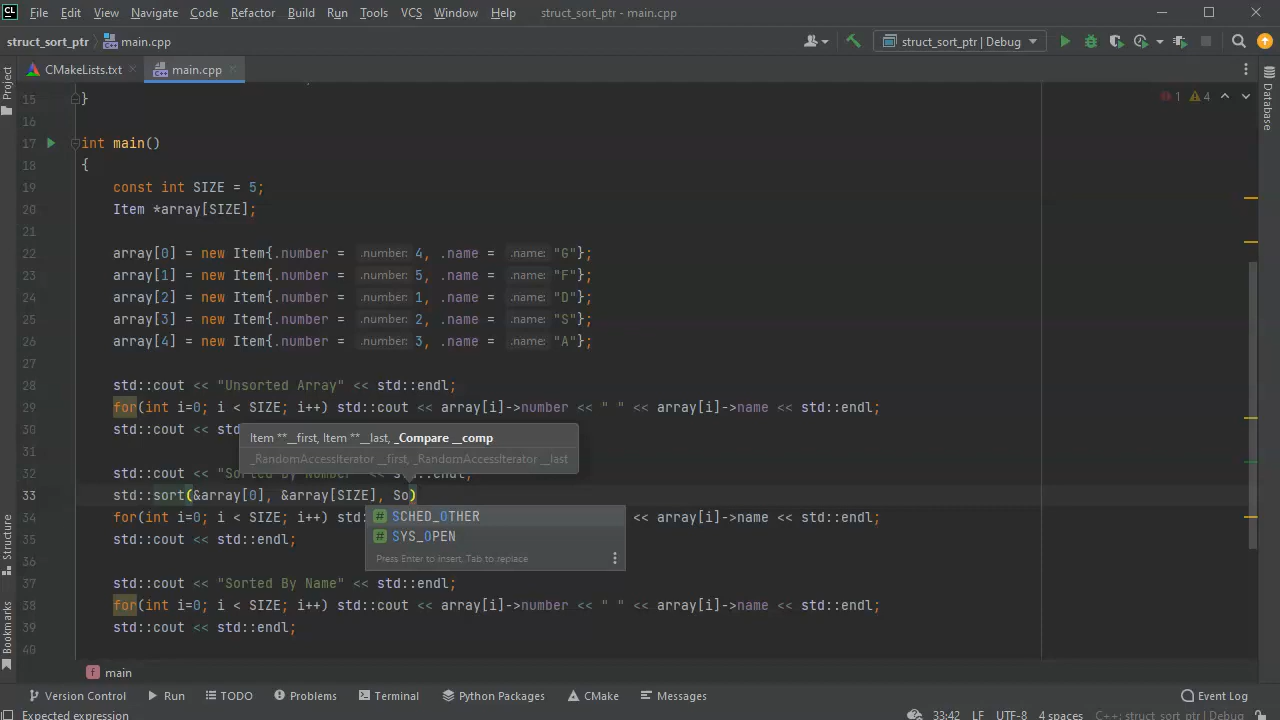 CL File Edit View Navigate Code Refactor Build Run Tools VCS Window Help struct_sort_ptr - main.cpp
struct_sort_ptr main.cpp struct_sort_ptr | Debug
Project
CMakeLists.txt main.cpp
Database
15 }
1 4
16
17 int main()
18 {
19 const int SIZE = 5;
20 Item *array[SIZE];
21
22 array[0] = new Item{.number = .number: 4, .name = .name: "G"};
23 array[1] = new Item{.number = .number: 5, .name = .name: "F"};
24 array[2] = new Item{.number = .number: 1, .name = .name: "D"};
25 array[3] = new Item{.number = .number: 2, .name = .name: "S"};
26 array[4] = new Item{.number = .number: 3, .name = .name: "A"};
27
28 std::cout << "Unsorted Array" << std::endl;
29 for(int i=0; i < SIZE; i++) std::cout << array[i]->number << " " << array[i]->name << std::endl;
30 std::cout << std
Item **__first, Item **__last, _Compare __comp
31
_RandomAccessIterator __first, _RandomAccessIterator __last
32 std::cout << "Sorted By Number" << std::endl;
33 std::sort(&array[0], &array[SIZE], So)
34 for(int i=0; i < SIZE; i++) std: << array[i]->name << std::endl;
SCHED_OTHER
35 std::cout << std::endl;
SYS_OPEN
Press Enter to insert, Tab to replace
36
37 std::cout << "Sorted By Name" << std::endl;
38 for(int i=0; i < SIZE; i++) std::cout << array[i]->number << " " << array[i]->name << std::endl;
39 std::cout << std::endl;
40
Structure
Bookmarks
f main
Version Control Run TODO Problems Terminal Python Packages CMake Messages Event Log
Expected expression 33:42 LF UTF-8 4 spaces C++: struct_sort_ptr | Debug